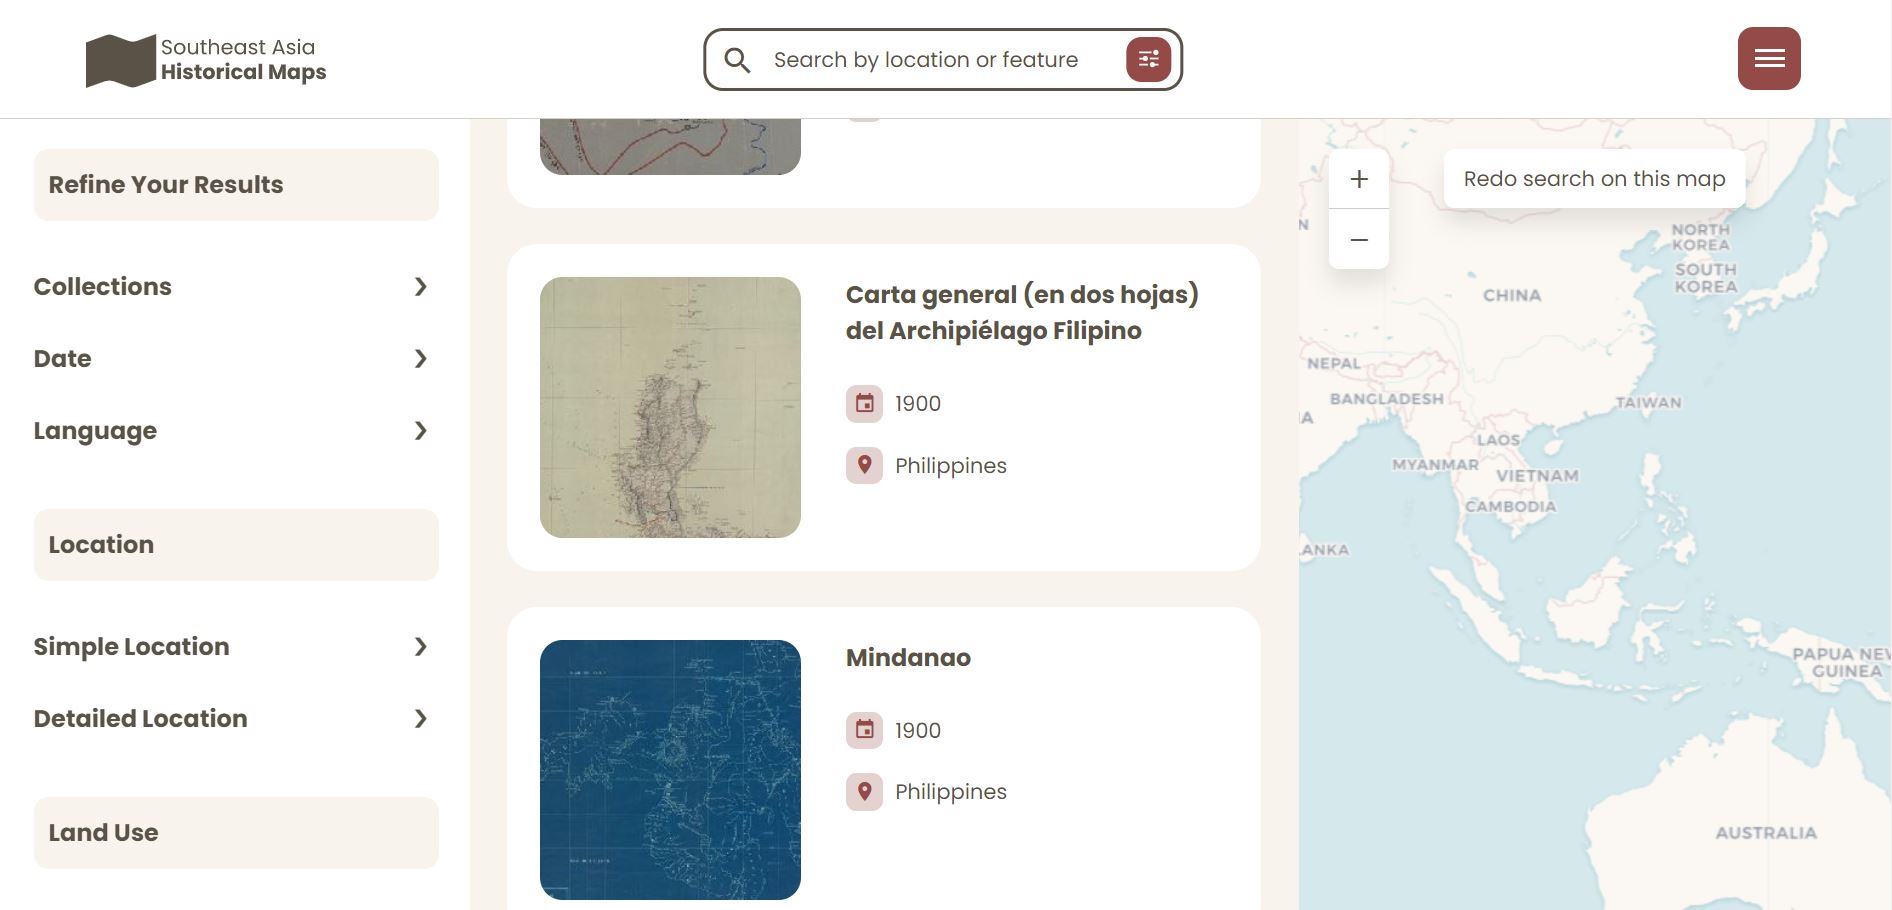 Southeast Asia
Historical Maps
Search by location or feature
Refine Your Results
Collections
Date
Language
Location
Simple Location
Detailed Location
Land Use
Carta general (en dos hojas)
del Archipiélago Filipino
1900
Philippines
Mindanao
1900
Philippines
+
−
Redo search on this map
N
NORTH
KOREA
SOUTH
KOREA
CHINA
NEPAL
BANGLADESH
IA
TAIWAN
LAOS
MYANMAR
VIETNAM
CAMBODIA
ANKA
PAPUA NEW
GUINEA
AUSTRALIA